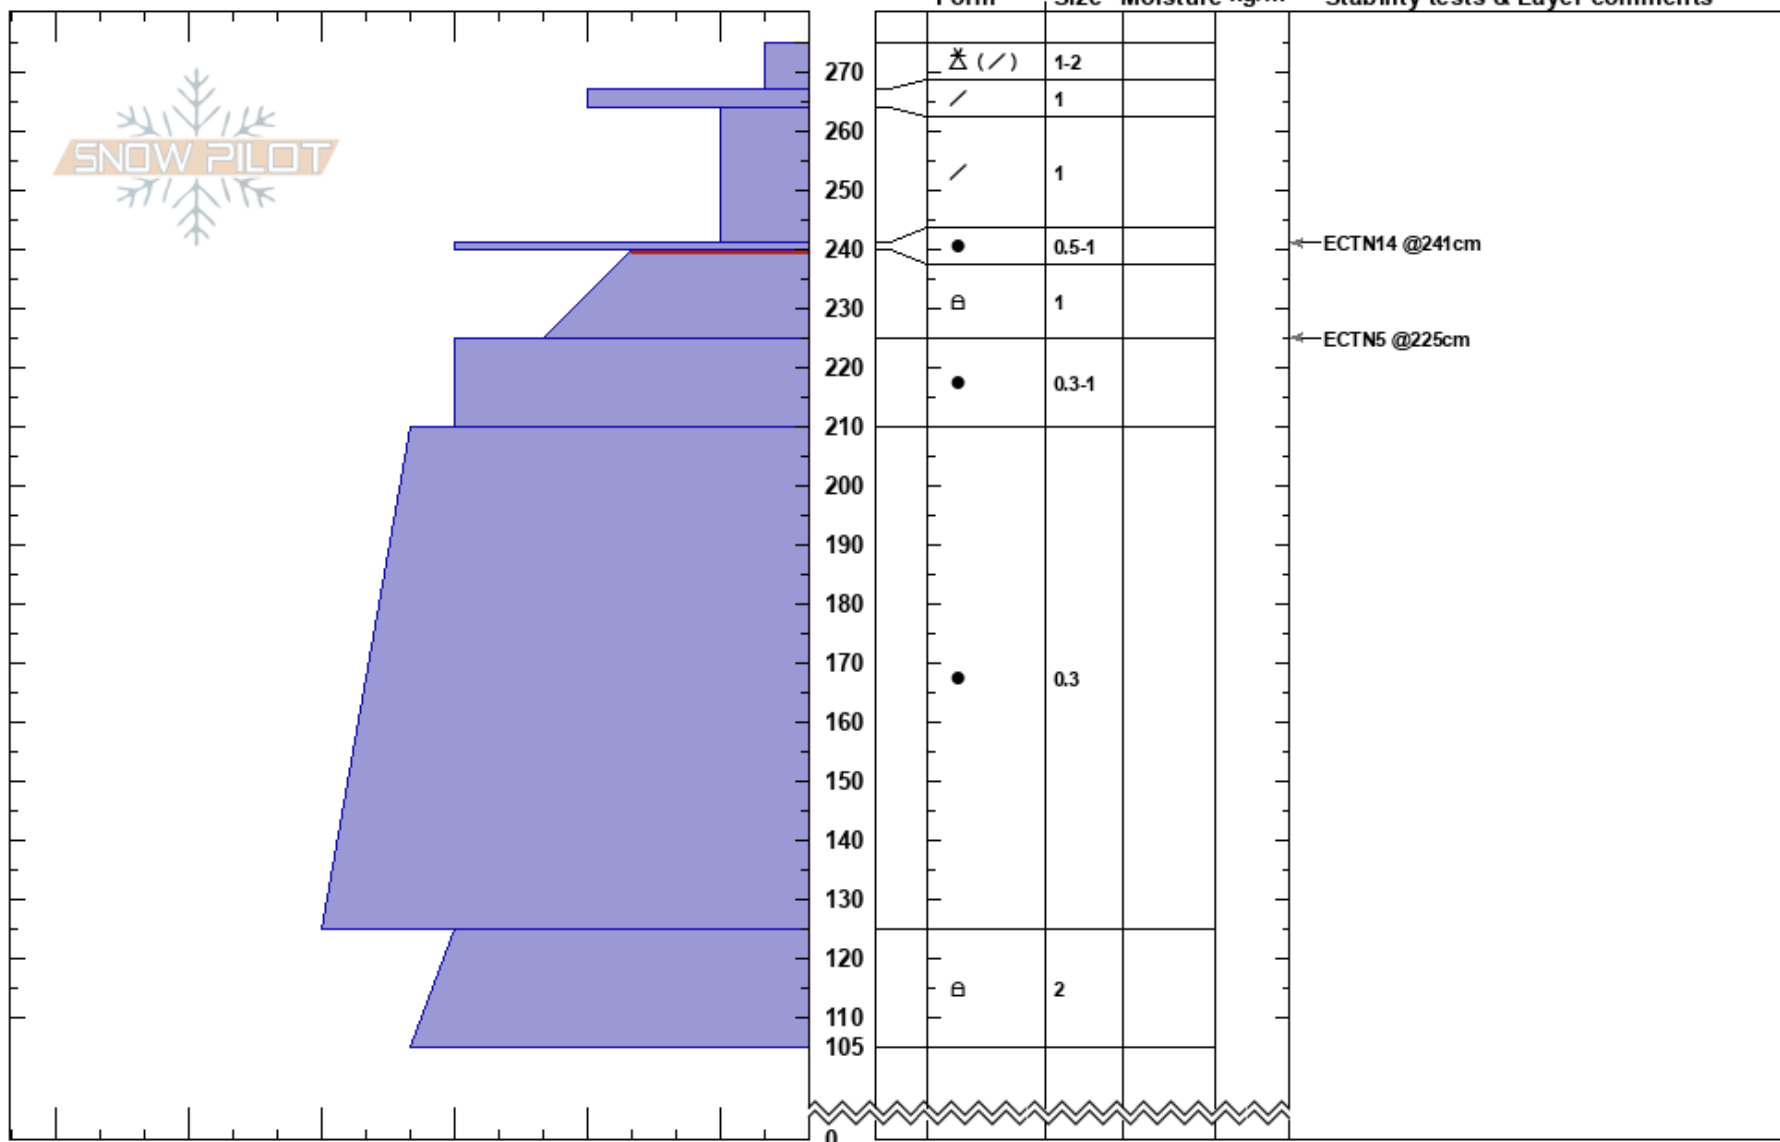 Form Size Moisture kg/m Stability tests & Layer comments
SNOW PILOT
270 ( / ) 1-2
/ 1
260
/ 1
250
240 ● 0.5-1 ECTN14 @241cm
230 1
ECTN5 @225cm
220 ● 0.3-1
210
200
190
180
170 ● 0.3
160
150
140
130
120
2
110
105
0